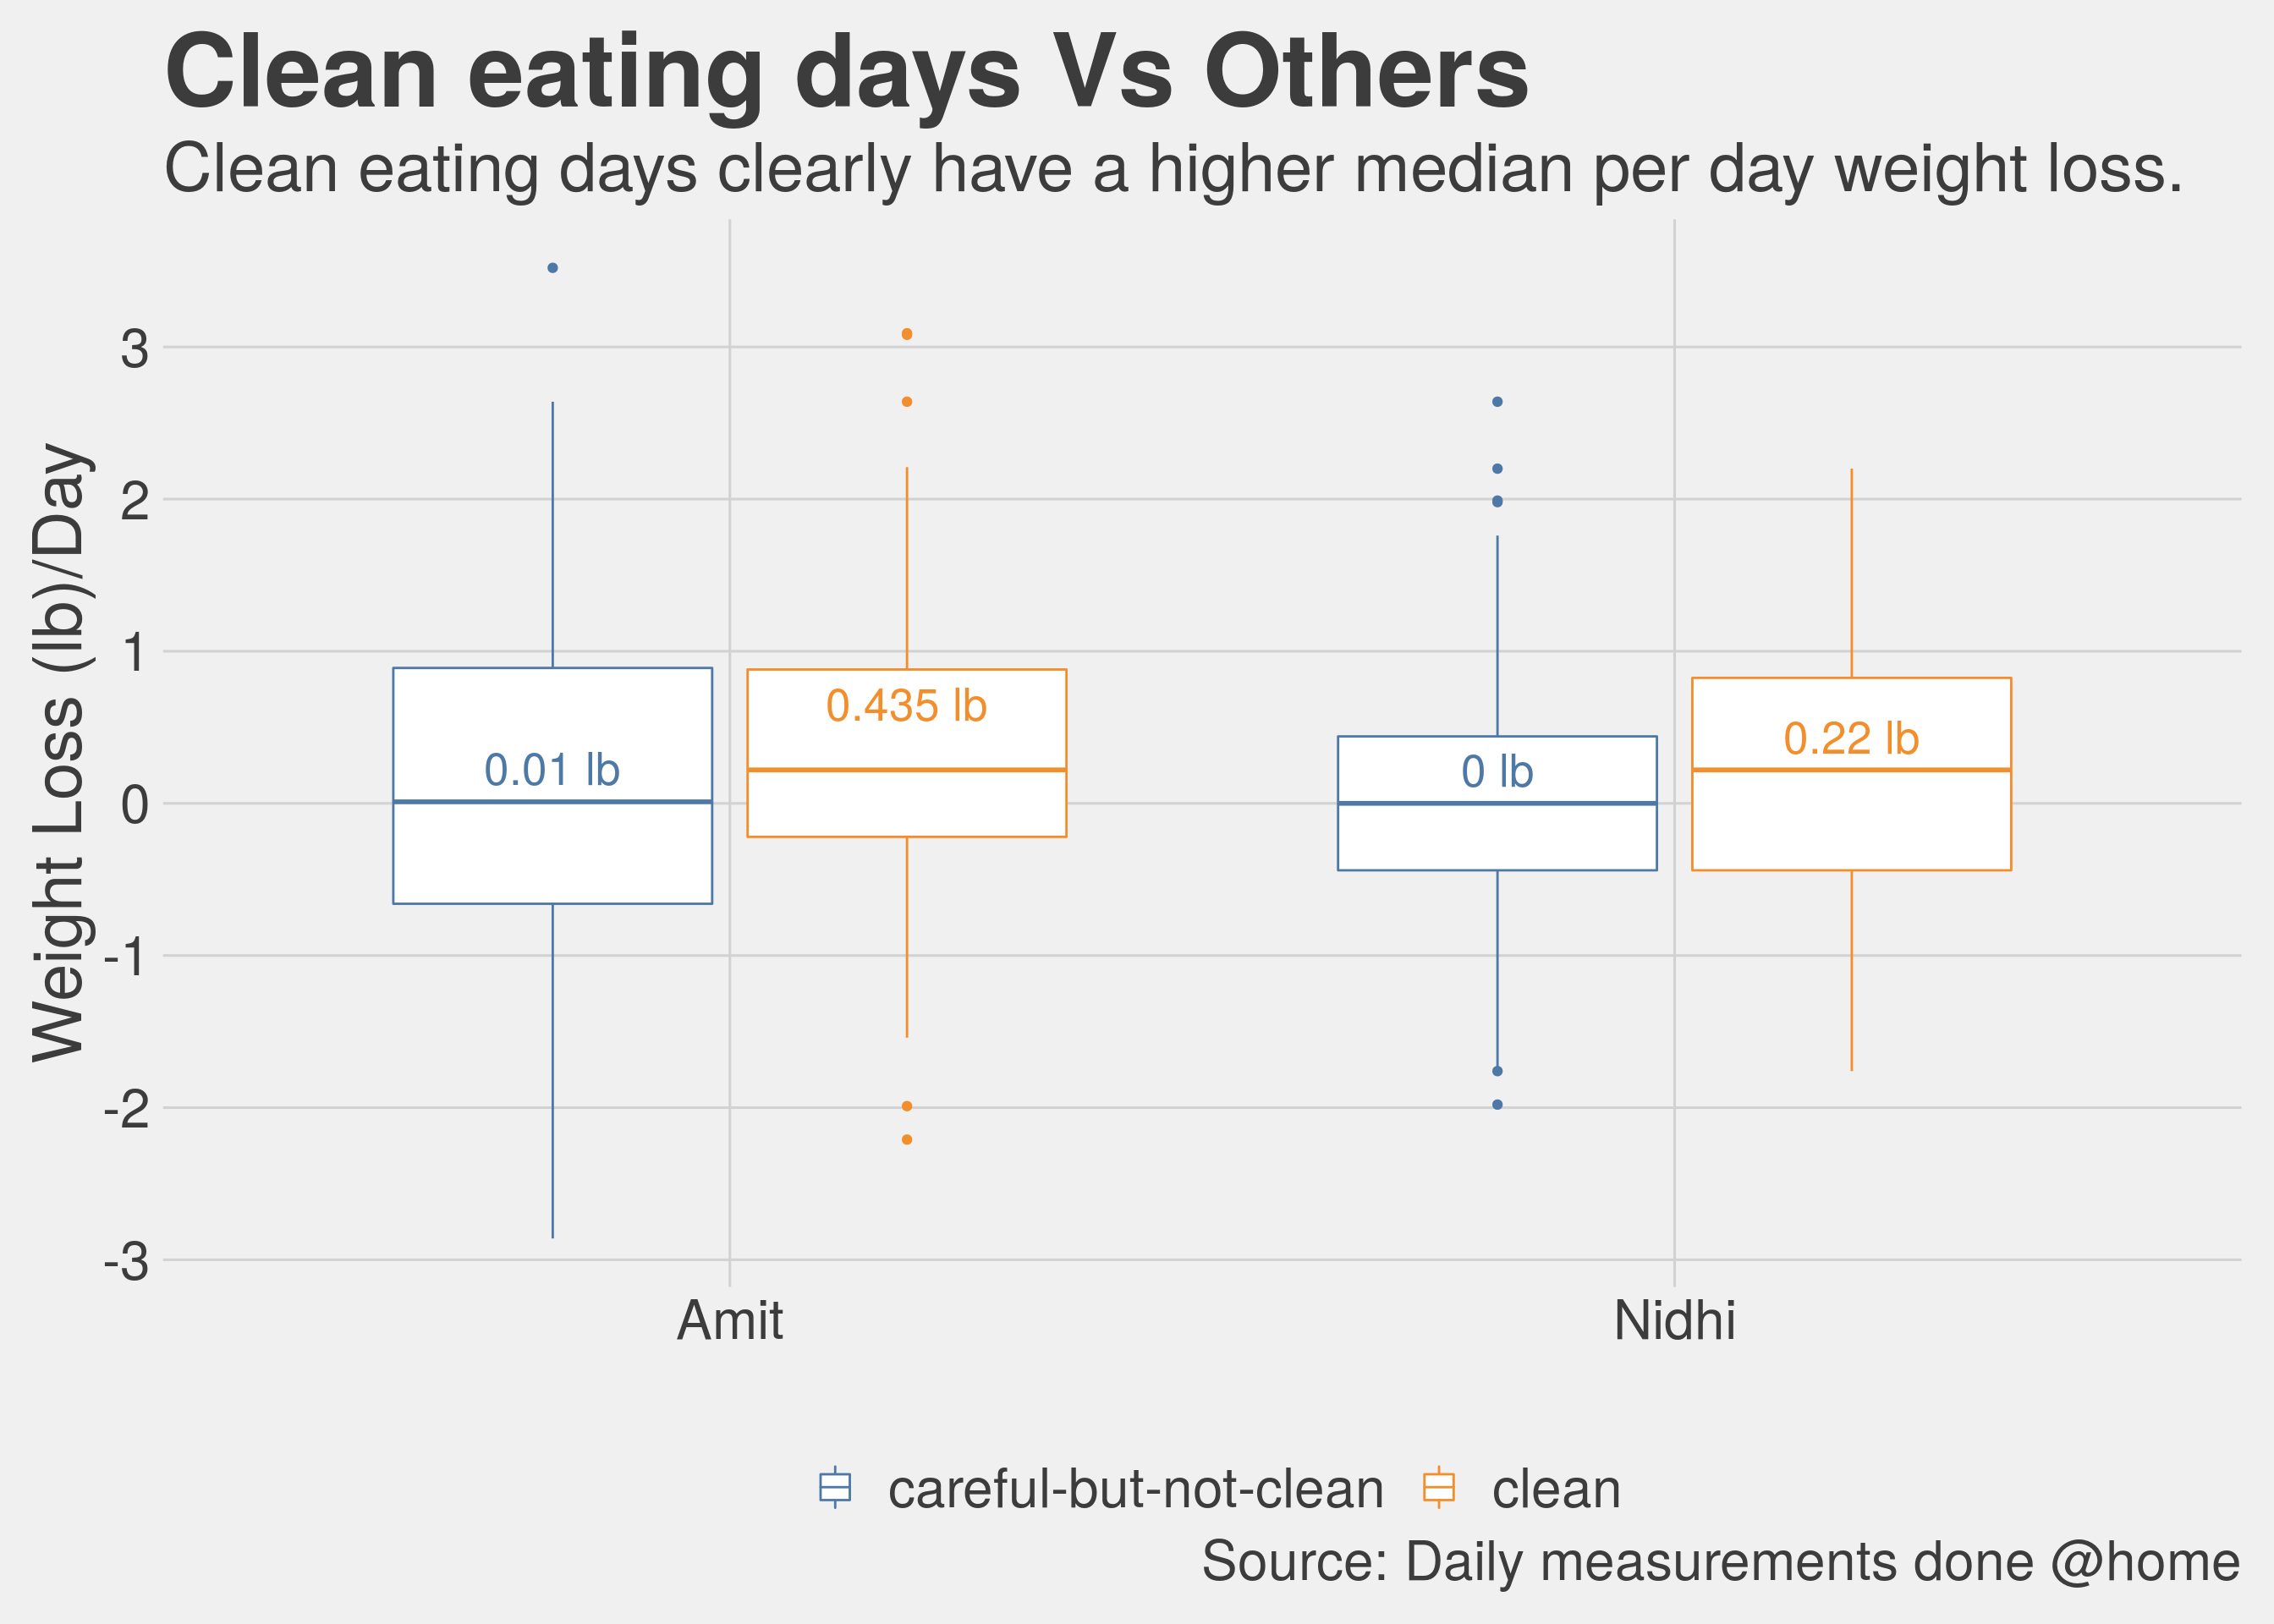 Clean eating days Vs Others
Clean eating days clearly have a higher median per day weight loss.
Weight Loss (lb)/Day
3
2
1
0
-1
-2
-3
0.01 lb
0.435 lb
0 lb
0.22 lb
Amit
Nidhi
careful-but-not-clean
clean
Source: Daily measurements done @home